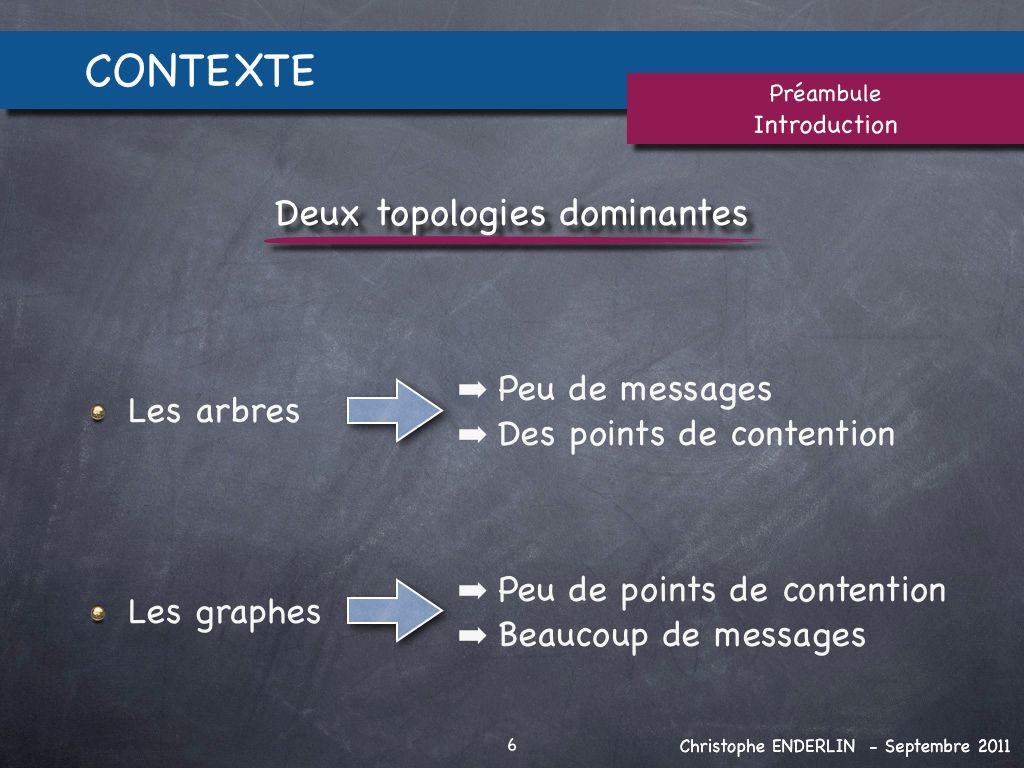 CONTEXTE
Préambule
Introduction
Deux topologies dominantes
Les arbres
➡ Peu de messages
➡ Des points de contention
Les graphes
➡ Peu de points de contention
➡ Beaucoup de messages
6
Christophe ENDERLIN - Septembre 2011